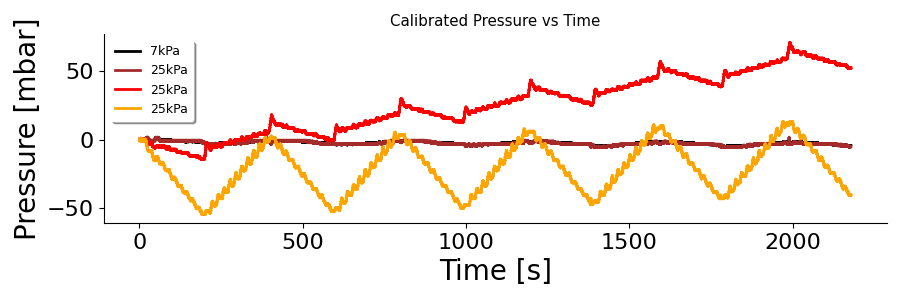 Calibrated Pressure vs Time
Pressure [mbar]
50
0
−50
7kPa
25kPa
25kPa
25kPa
0
500
1000
1500
2000
Time [s]